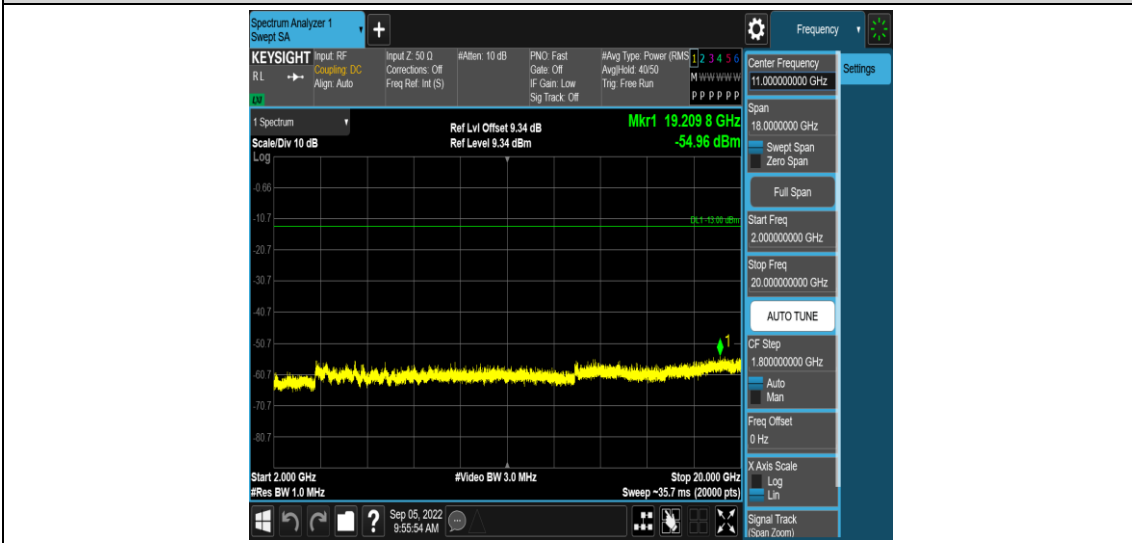 Spectrum Analyzer 1
Swept SA
+
Frequency
KEYSIGHT
Input: RF
Input Z: 50 Ω
#Atten: 10 dB
PNO: Fast
#Avg Type: Power (RMS
1 2 3 4 5 6
RL
Coupling: DC
Corrections: Off
Gate: Off
Avg|Hold: 40/50
M W W W W W
Align: Auto
Freq Ref: Int (S)
IF Gain: Low
Trig: Free Run
Sig Track: Off
P P P P P P
LXI
1 Spectrum
Ref Lvl Offset 9.34 dB
Mkr1 19.209 8 GHz
Scale/Div 10 dB
Ref Level 9.34 dBm
-54.96 dBm
Log
-0.66
-10.7
DL1 -13.00 dBm
-20.7
-30.7
-40.7
-50.7
1
-60.7
-70.7
-80.7
Start 2.000 GHz
#Video BW 3.0 MHz
Stop 20.000 GHz
#Res BW 1.0 MHz
Sweep ~35.7 ms (20000 pts)
?
Sep 05, 2022
9:55:54 AM
Center Frequency
11.000000000 GHz
Settings
Span
18.0000000 GHz
Swept Span
Zero Span
Full Span
Start Freq
2.000000000 GHz
Stop Freq
20.000000000 GHz
AUTO TUNE
CF Step
1.800000000 GHz
Auto
Man
Freq Offset
0 Hz
X Axis Scale
Log
Lin
Signal Track
(Span Zoom)